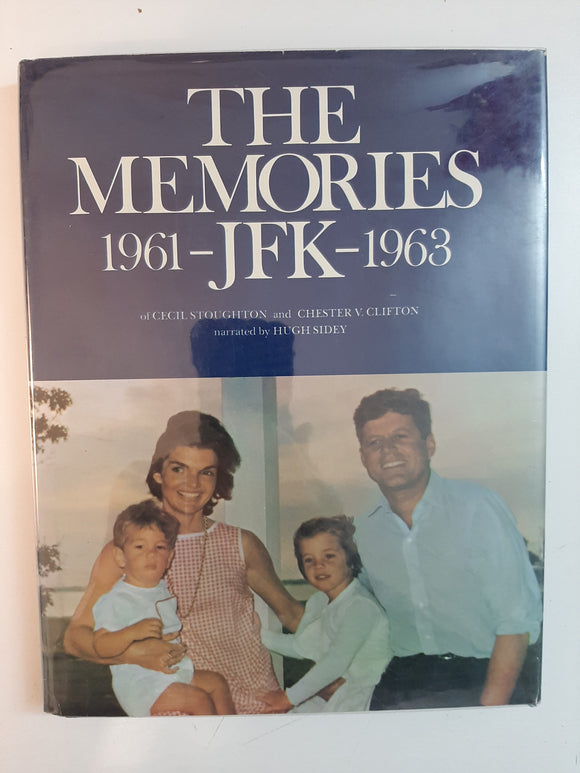 THE
MEMORIES
1961–JFK–1963
of CECIL STOUGHTON and CHESTER V. CLIFTON
narrated by HUGH SIDEY